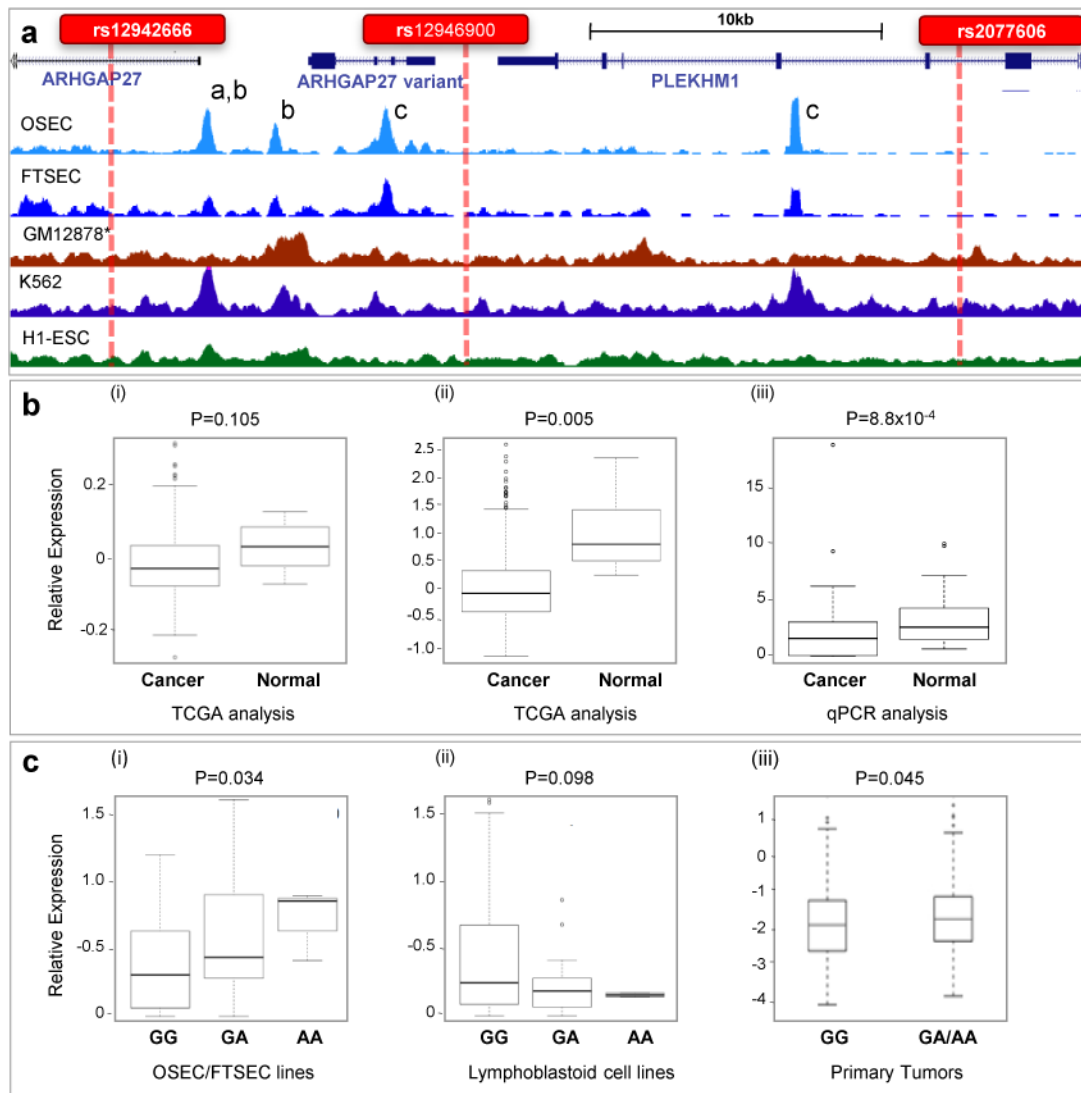 a
rs12942666
rs12946900
10kb
rs2077606
ARHGAP27
ARHGAP27 variant
PLEKHM1
a,b
b
c
c
OSEC
FTSEC
GM12878*
K562
H1-ESC
b
(i)
P=0.105
Relative Expression
0.2
0
-0.2
Cancer
Normal
TCGA analysis
(ii)
P=0.005
2.5
2.0
1.5
1.0
0
-0.5
-1.0
Cancer
Normal
TCGA analysis
(iii)
P=8.8x10⁻⁴
15
10
5
0
Cancer
Normal
qPCR analysis
c
(i)
P=0.034
Relative Expression
1.5
1.0
-0.5
0
GG
GA
AA
OSEC/FTSEC lines
(ii)
P=0.098
1.5
1.0
-0.5
0
GG
GA
AA
Lymphoblastoid cell lines
(iii)
P=0.045
1
0
-1
-2
-3
-4
GG
GA/AA
Primary Tumors